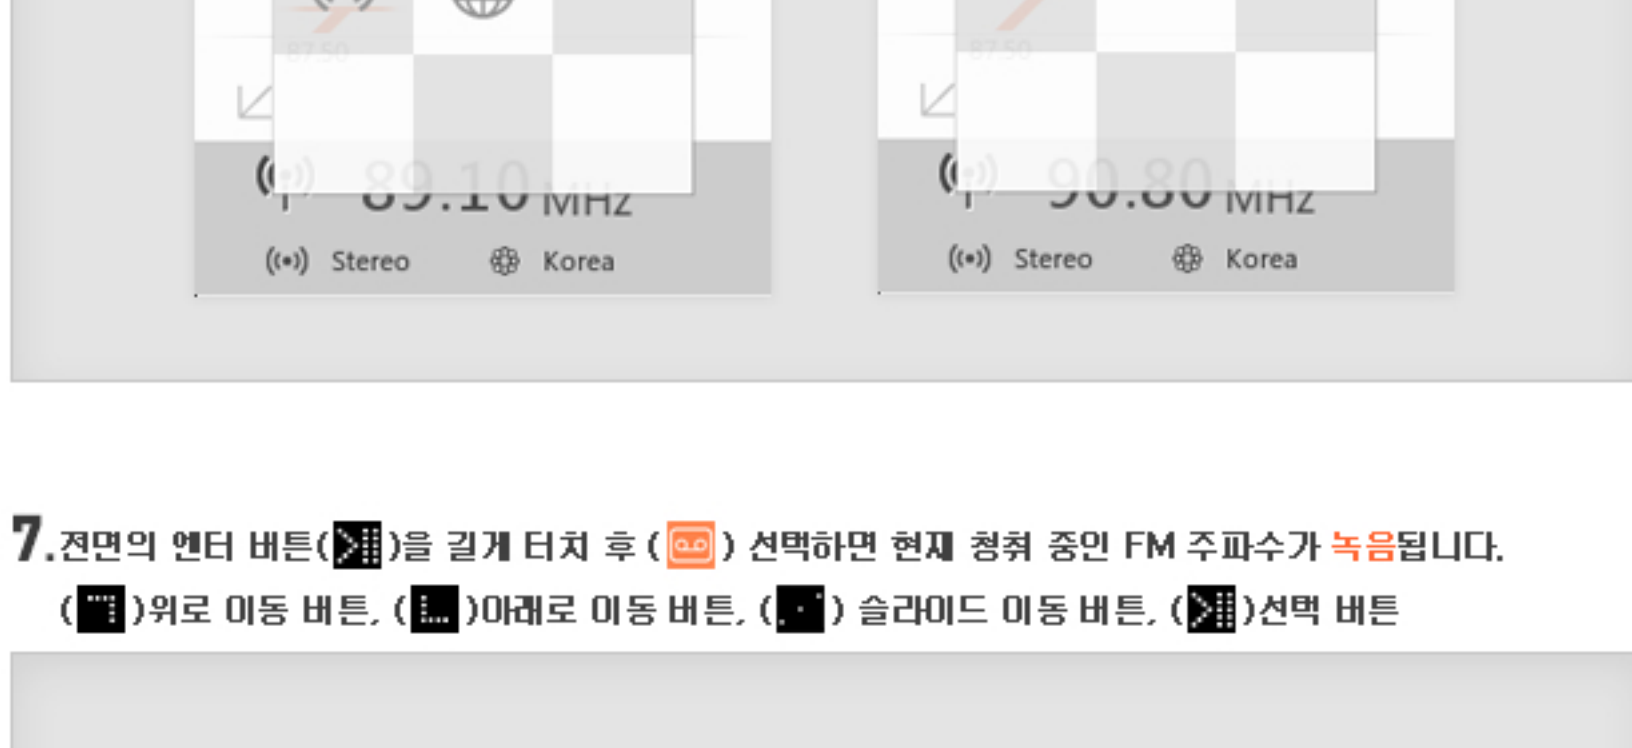 87.50
87.50
89.10 MHz
90.80 MHz
Stereo Korea
Stereo Korea
7.전면의 엔터 버튼( )을 길게 터치 후 ( ) 선택하면 현재 청취 중인 FM 주파수가 녹음됩니다.
( )위로 이동 버튼, ( )아래로 이동 버튼, ( ) 슬라이드 이동 버튼, ( )선택 버튼